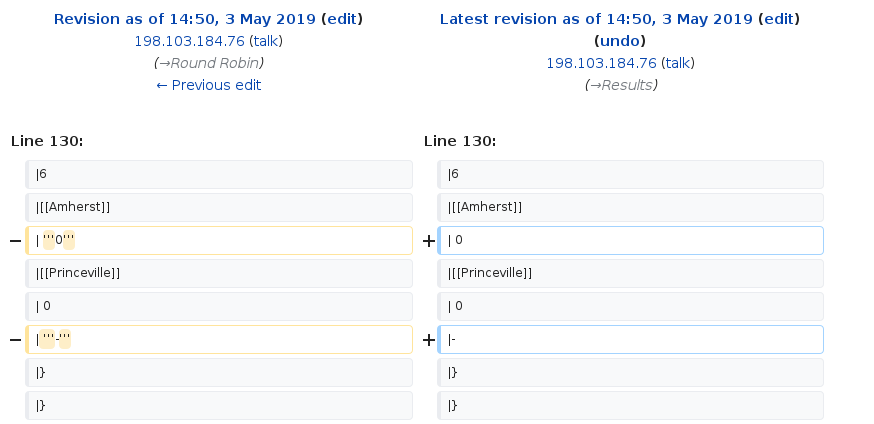 Revision as of 14:50, 3 May 2019 (edit)
198.103.184.76 (talk)
(→Round Robin)
← Previous edit
Latest revision as of 14:50, 3 May 2019 (edit)
(undo)
198.103.184.76 (talk)
(→Results)
Line 130:
Line 130:
|6
|6
|[[Amherst]]
|[[Amherst]]
− | '''0'''
+ | 0
|[[Princeville]]
|[[Princeville]]
| 0
| 0
− | '''-'''
+ |-
|}
|}
|}
|}